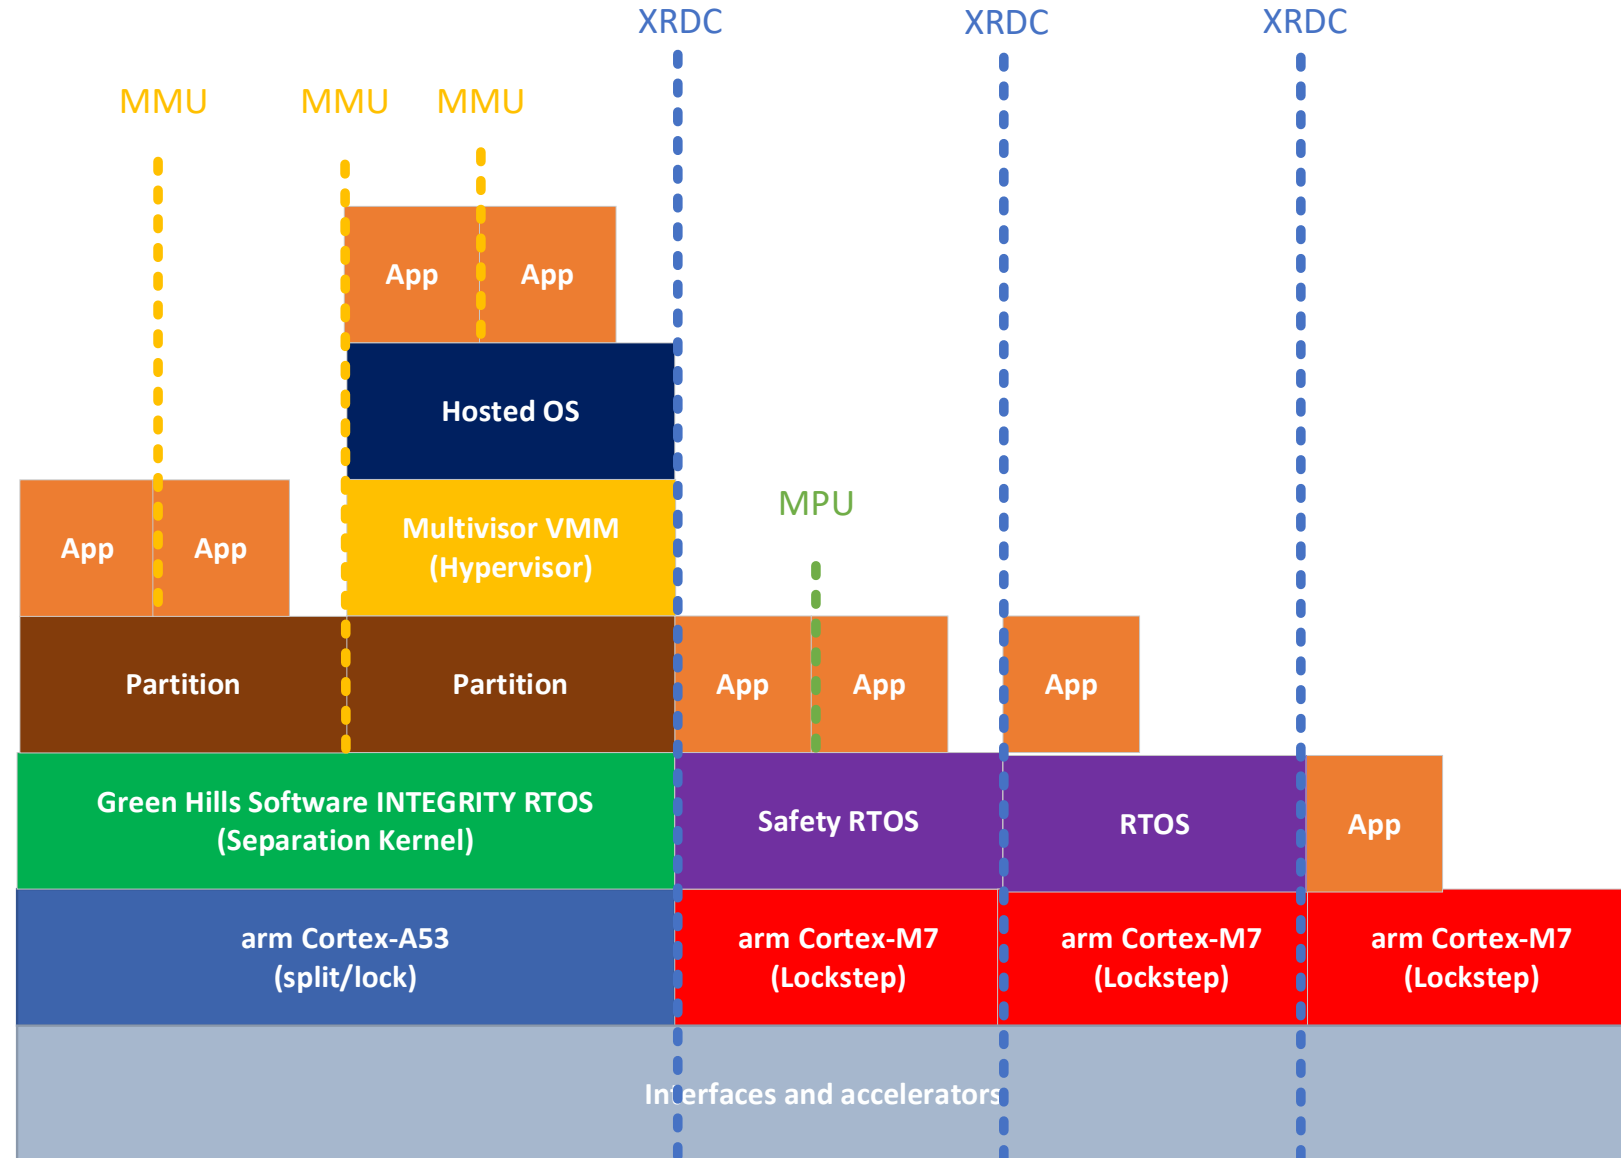 XRDC
XRDC
XRDC
MMU
MMU
MMU
App
App
Hosted OS
MPU
App
App
Multivisor VMM
(Hypervisor)
Partition
Partition
App
App
App
Green Hills Software INTEGRITY RTOS
(Separation Kernel)
Safety RTOS
RTOS
App
arm Cortex-A53
(split/lock)
arm Cortex-M7
(Lockstep)
arm Cortex-M7
(Lockstep)
arm Cortex-M7
(Lockstep)
Interfaces and accelerators